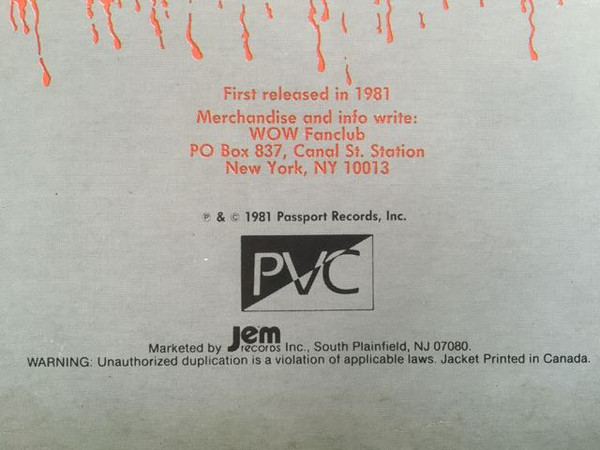 First released in 1981
Merchandise and info write:
WOW Fanclub
PO Box 837, Canal St. Station
New York, NY 10013
℗ & © 1981 Passport Records, Inc.
PVC
Marketed by Jem records Inc., South Plainfield, NJ 07080.
WARNING: Unauthorized duplication is a violation of applicable laws. Jacket Printed in Canada.